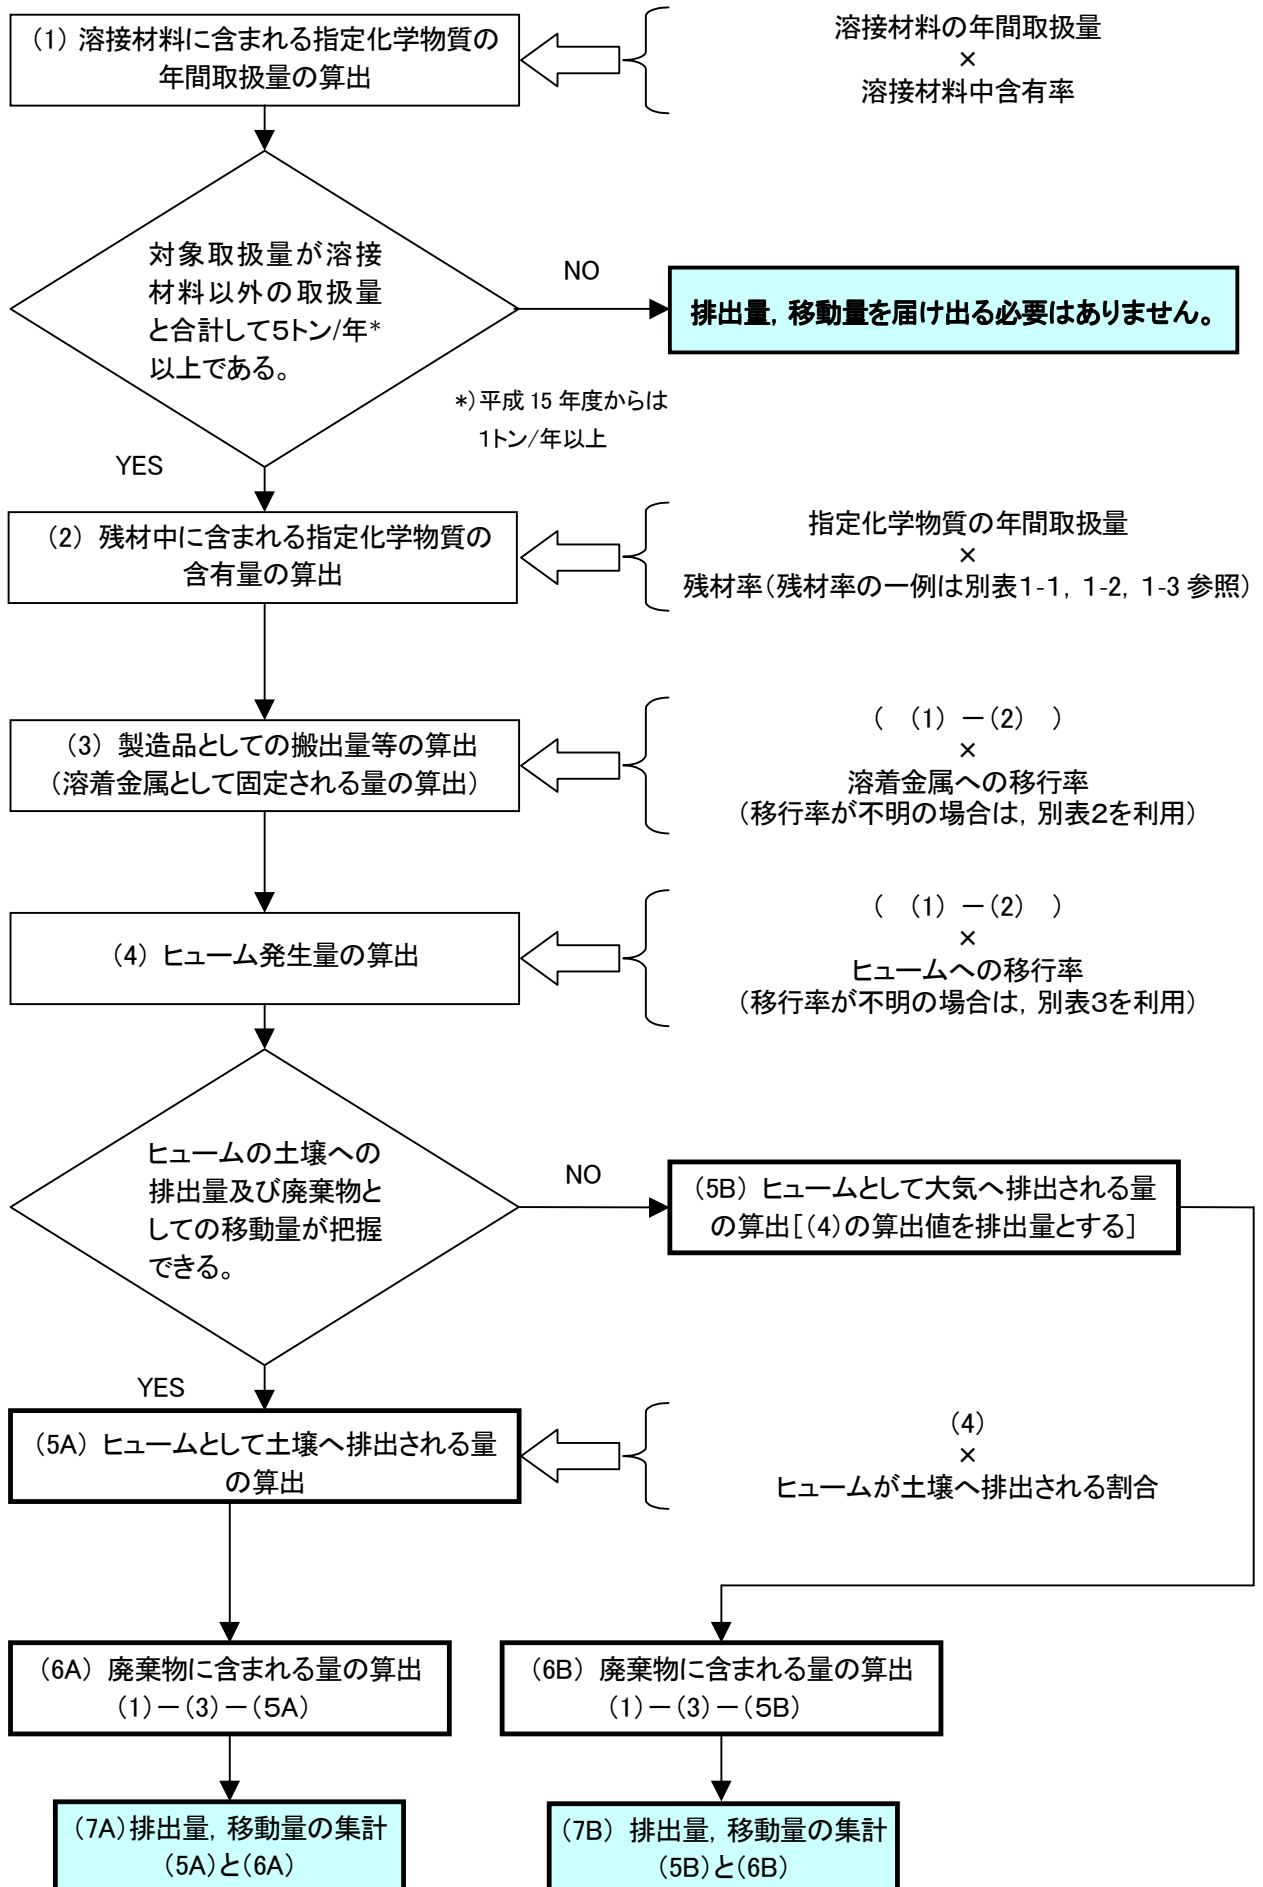 (1) 溶接材料に含まれる指定化学物質の
年間取扱量の算出
溶接材料の年間取扱量
×
溶接材料中含有率
対象取扱量が溶接
材料以外の取扱量
と合計して5トン/年*
以上である。
NO
排出量，移動量を届け出る必要はありません。
*)平成 15 年度からは
1トン/年以上
YES
(2) 残材中に含まれる指定化学物質の
含有量の算出
指定化学物質の年間取扱量
×
残材率(残材率の一例は別表1-1，1-2，1-3 参照)
(3) 製造品としての搬出量等の算出
(溶着金属として固定される量の算出)
( (1) －(2) )
×
溶着金属への移行率
(移行率が不明の場合は，別表2を利用)
(4) ヒューム発生量の算出
( (1) －(2) )
×
ヒュームへの移行率
(移行率が不明の場合は，別表3を利用)
ヒュームの土壌への
排出量及び廃棄物と
しての移動量が把握
できる。
NO
(5B) ヒュームとして大気へ排出される量
の算出[(4)の算出値を排出量とする]
YES
(5A) ヒュームとして土壌へ排出される量
の算出
(4)
×
ヒュームが土壌へ排出される割合
(6A) 廃棄物に含まれる量の算出
(1)－(3)－(5A)
(6B) 廃棄物に含まれる量の算出
(1)－(3)－(5B)
(7A)排出量，移動量の集計
(5A)と(6A)
(7B) 排出量，移動量の集計
(5B)と(6B)